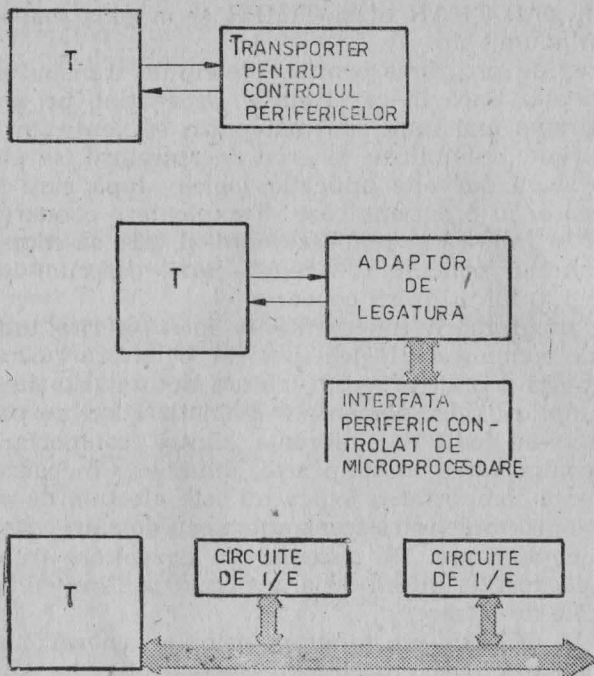 T
TRANSPORTER
PENTRU
CONTROLUL
PERIFERICELOR
T
ADAPTOR
DE
LEGATURA
INTERFATA
PERIFERIC CON-
TROLAT DE
MICROPROCESOARE
T
CIRCUITE
DE I/E
CIRCUITE
DE I/E